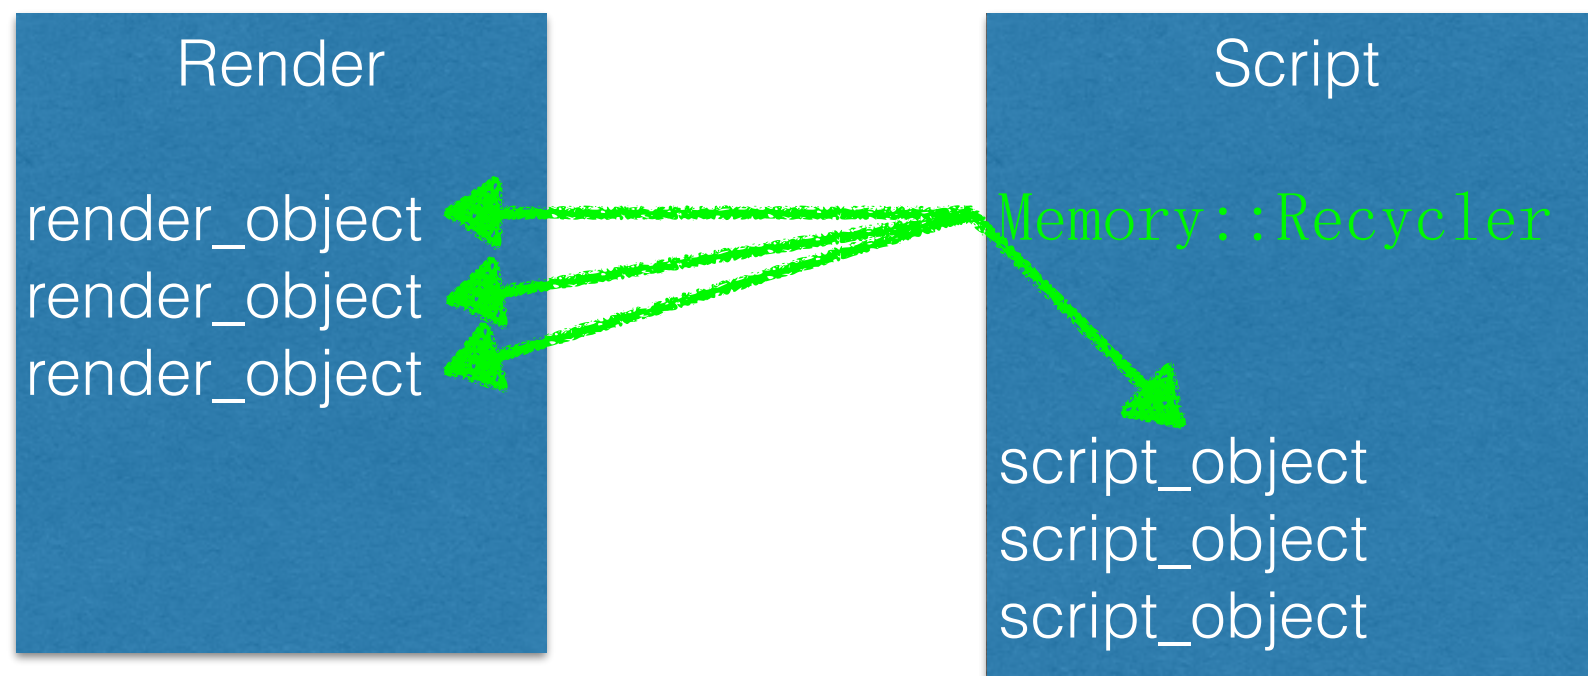 Render
render_object
render_object
render_object
Script
Memory::Recycler
script_object
script_object
script_object